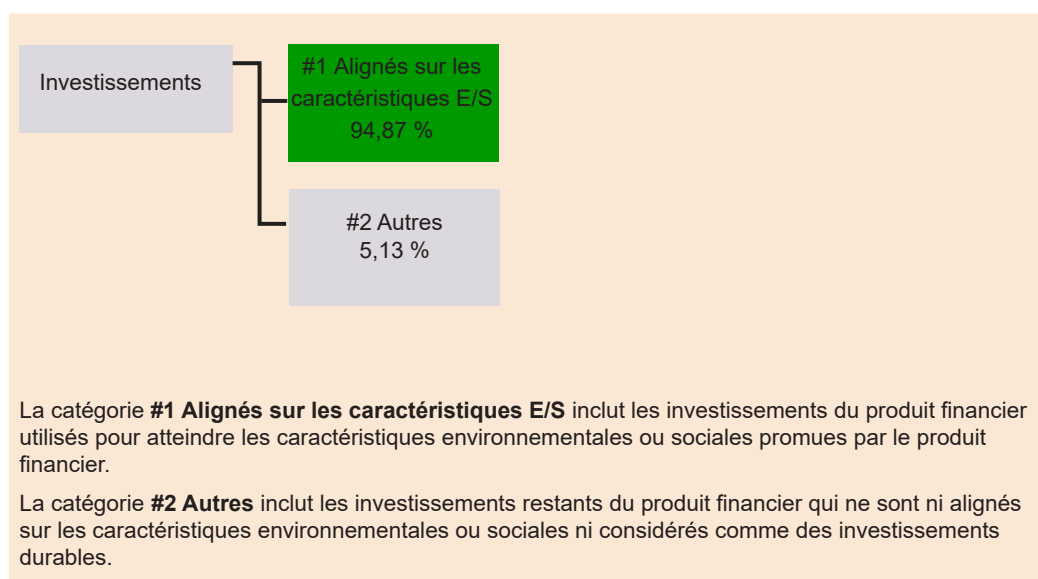 Investissements
#1 Alignés sur les
caractéristiques E/S
94,87 %
#2 Autres
5,13 %
La catégorie #1 Alignés sur les caractéristiques E/S inclut les investissements du produit financier
utilisés pour atteindre les caractéristiques environnementales ou sociales promues par le produit
financier.
La catégorie #2 Autres inclut les investissements restants du produit financier qui ne sont ni alignés
sur les caractéristiques environnementales ou sociales ni considérés comme des investissements
durables.